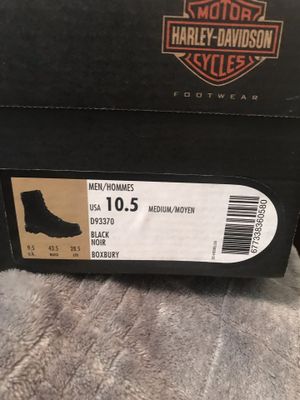 MOTOR
HARLEY-DAVIDSON
CYCLES
FOOTWEAR
MEN/HOMMES
USA 10.5 MEDIUM/MOYEN
D93370
BLACK
NOIR
BOXBURY
9.5 43.5 28.5
U.K.
677338360580